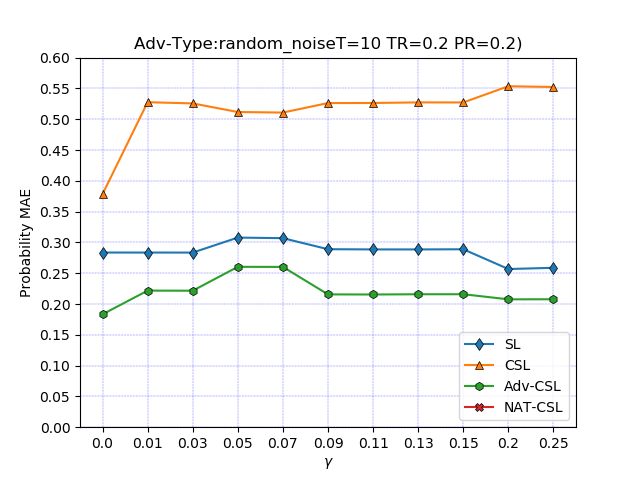 Adv-Type:random_noiseT=10 TR=0.2 PR=0.2)
Probability MAE
0.60
0.55
0.50
0.45
0.40
0.35
0.30
0.25
0.20
0.15
0.10
0.05
0.00
SL
CSL
Adv-CSL
NAT-CSL
0.0 0.01 0.03 0.05 0.07 0.09 0.11 0.13 0.15 0.2 0.25
γ